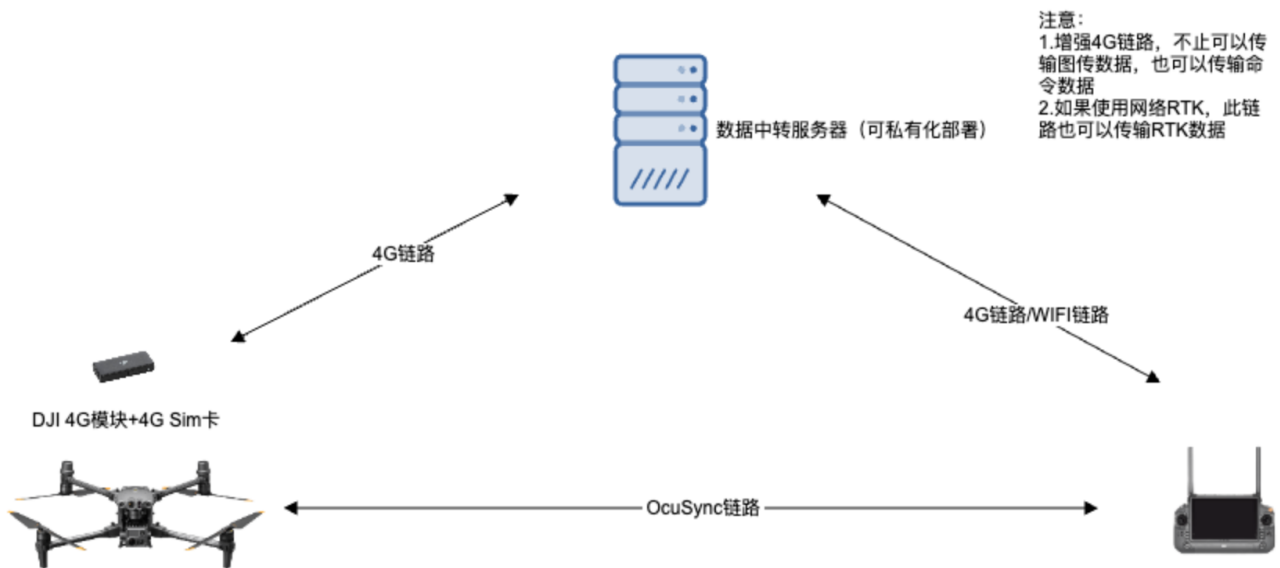 注意：
1.增强4G链路，不止可以传
输图传数据，也可以传输命
令数据
2.如果使用网络RTK，此链
路也可以传输RTK数据
数据中转服务器（可私有化部署）
4G链路
4G链路/WIFI链路
DJI 4G模块+4G Sim卡
OcuSync链路